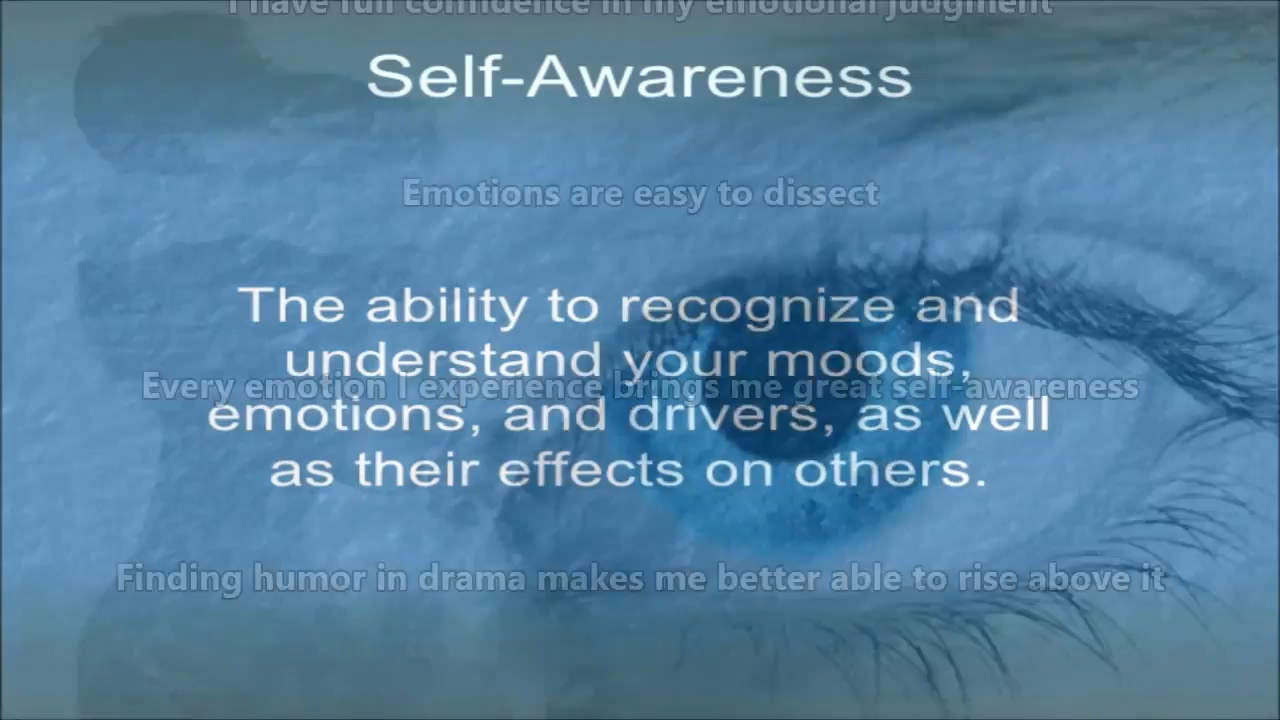 I have full confidence in my emotional judgment
Self-Awareness
Emotions are easy to dissect
The ability to recognize and
understand your moods,
Every emotion I experience brings me great self-awareness
emotions, and drivers, as well
as their effects on others.
Finding humor in drama makes me better able to rise above it